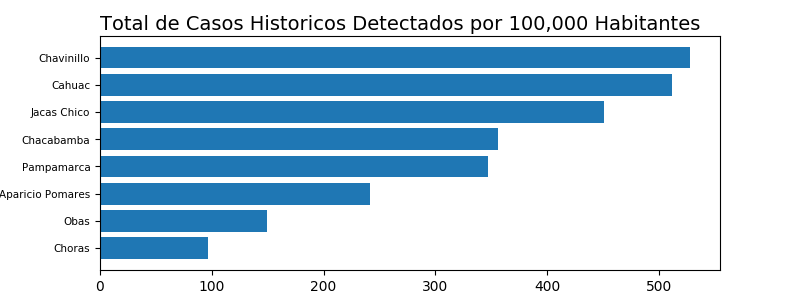 Total de Casos Historicos Detectados por 100,000 Habitantes
Chavinillo
Cahuac
Jacas Chico
Chacabamba
Pampamarca
Aparicio Pomares
Obas
Choras
0 100 200 300 400 500